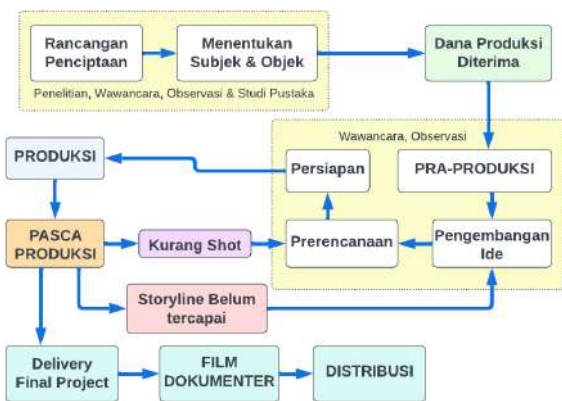 Rancangan
Penciptaan
Menentukan
Subjek & Objek
Dana Produksi
Diterima
Penelitian, Wawancara, Observasi & Studi Pustaka
Wawancara, Observasi
PRODUKSI
Persiapan
PRA-PRODUKSI
PASCA
PRODUKSI
Kurang Shot
Prerencanaan
Pengembangan
Ide
Storyline Belum
tercapai
Delivery
Final Project
FILM
DOKUMENTER
DISTRIBUSI